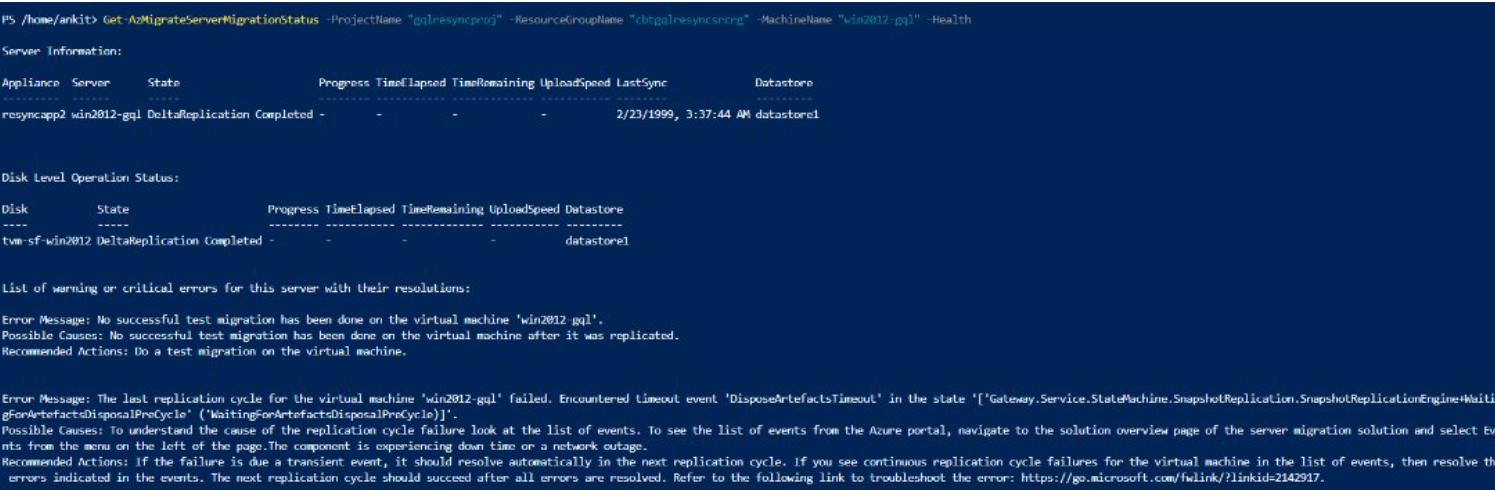 PS /home/ankit> Get-AzMigrateServerMigrationStatus -ProjectName "gqlresyncproj" -ResourceGroupName "cbtgqlresyncsrcrg" -MachineName "win2012-gql" -Health
Server Information:
Appliance Server State Progress TimeElapsed TimeRemaining UploadSpeed LastSync Datastore
--------- ------ ----- -------- ----------- ------------- ----------- -------- ---------
resyncapp2 win2012-gql DeltaReplication Completed - - - - 2/23/1999, 3:37:44 AM datastore1
Disk Level Operation Status:
Disk State Progress TimeElapsed TimeRemaining UploadSpeed Datastore
---- ----- -------- ----------- ------------- ----------- ---------
tvm-sf-win2012 DeltaReplication Completed - - - - datastore1
List of warning or critical errors for this server with their resolutions:
Error Message: No successful test migration has been done on the virtual machine 'win2012-gql'.
Possible Causes: No successful test migration has been done on the virtual machine after it was replicated.
Recommended Actions: Do a test migration on the virtual machine.
Error Message: The last replication cycle for the virtual machine 'win2012-gql' failed. Encountered timeout event 'DisposeArtefactsTimeout' in the state '['Gateway.Service.StateMachine.SnapshotReplication.SnapshotReplicationEngine+Waiti
gForArtefactsDisposalPreCycle' ('WaitingForArtefactsDisposalPreCycle)]'.
Possible Causes: To understand the cause of the replication cycle failure look at the list of events. To see the list of events from the Azure portal, navigate to the solution overview page of the server migration solution and select Ev
nts from the menu on the left of the page.The component is experiencing down time or a network outage.
Recommended Actions: If the failure is due a transient event, it should resolve automatically in the next replication cycle. If you see continuous replication cycle failures for the virtual machine in the list of events, then resolve th
errors indicated in the events. The next replication cycle should succeed after all errors are resolved. Refer to the following link to troubleshoot the error: https://go.microsoft.com/fwlink/?linkid=2142917.